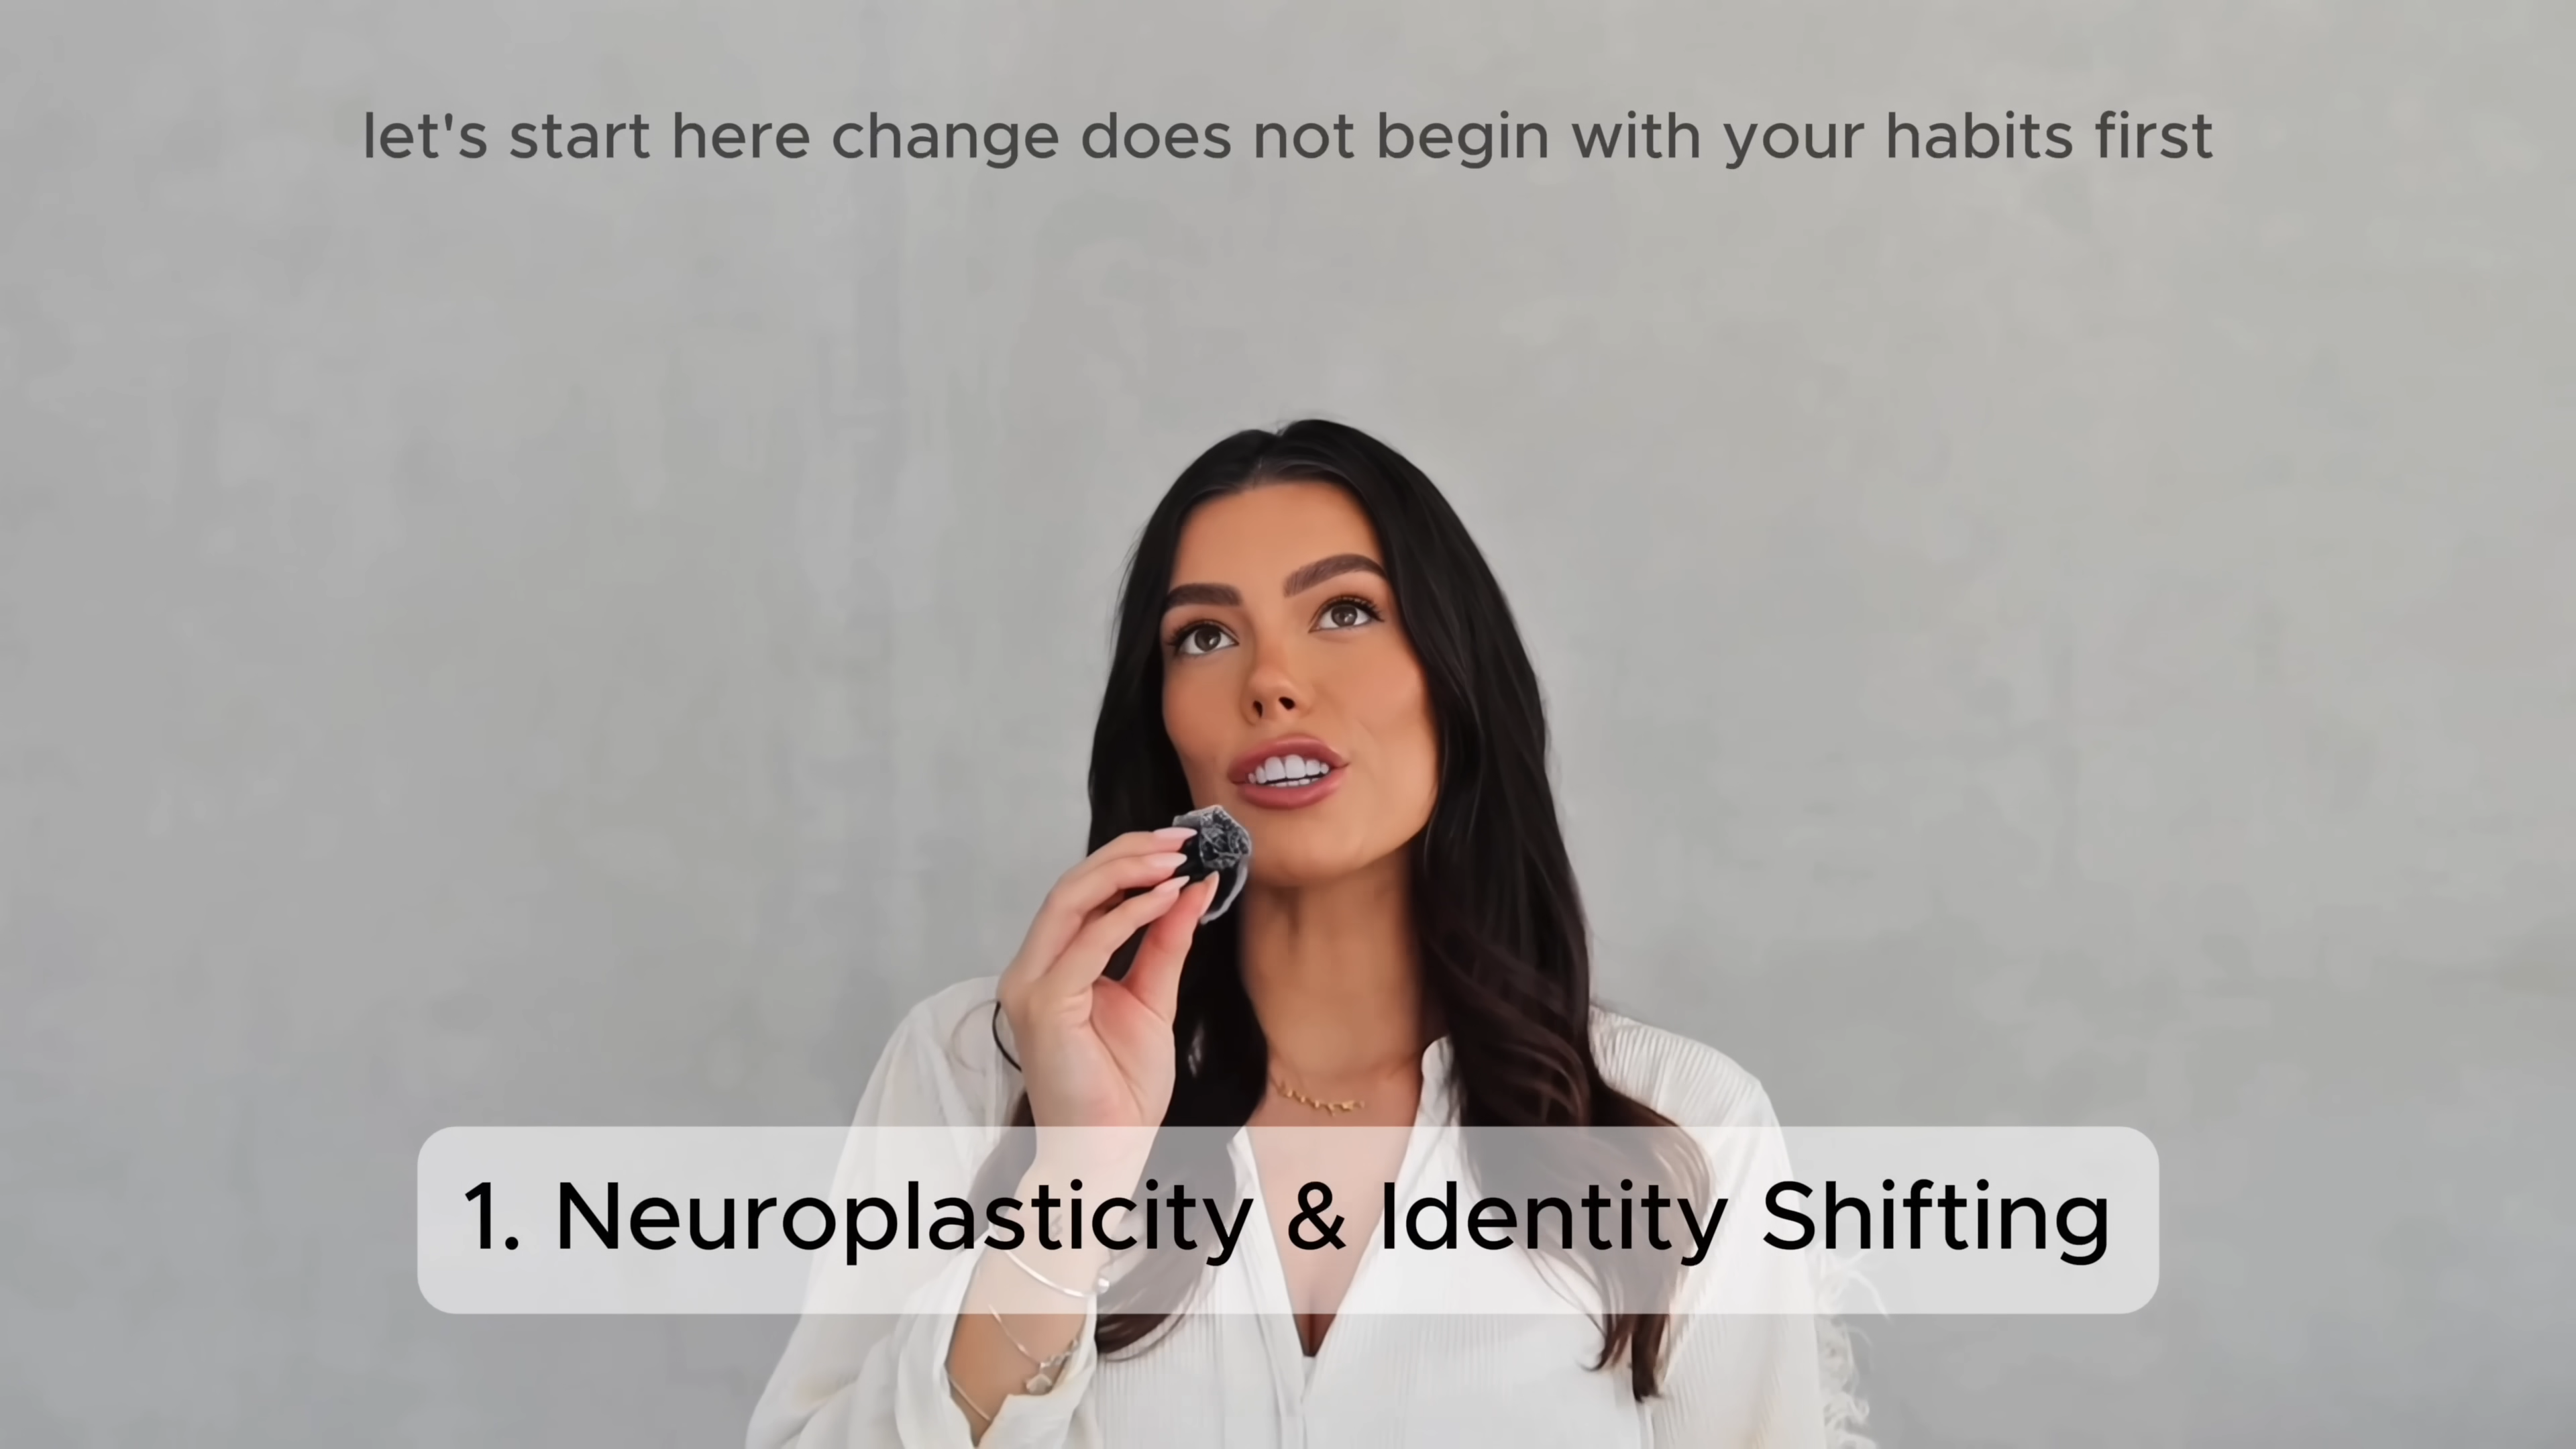 let's start here change does not begin with your habits first
1. Neuroplasticity & Identity Shifting